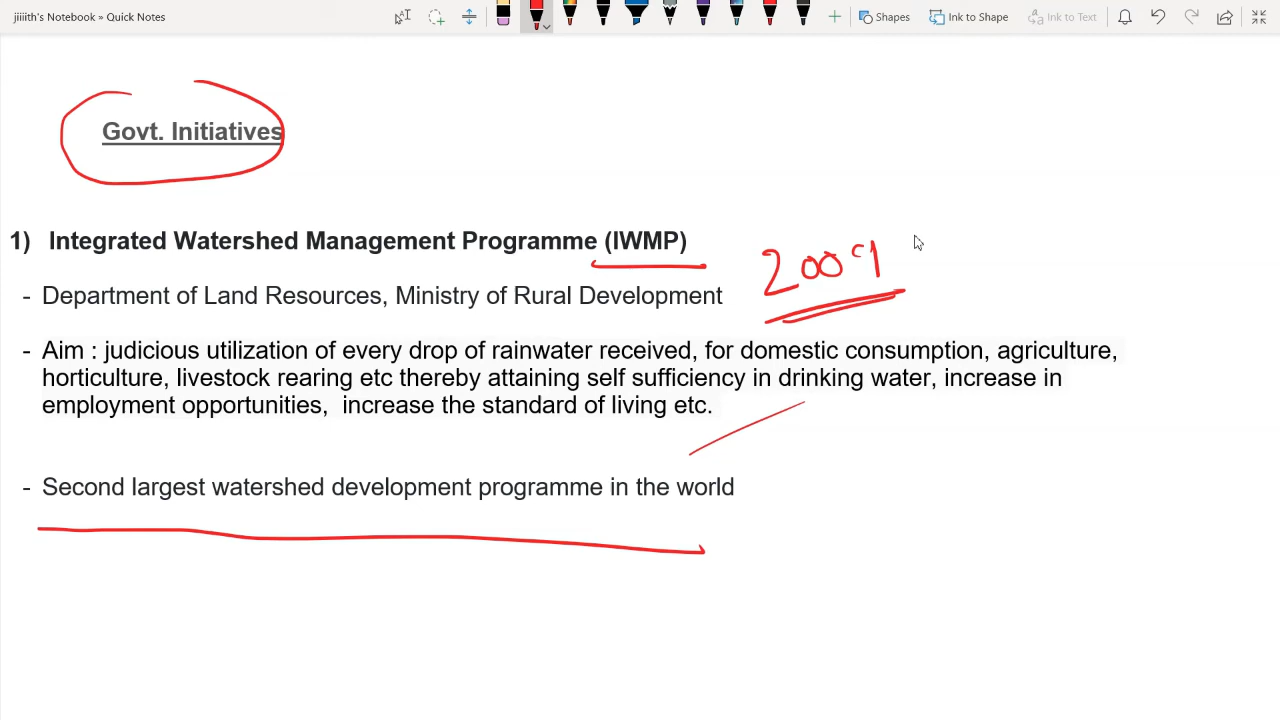 jiiiith's Notebook » Quick Notes
Shapes
Ink to Shape
Ink to Text
Govt. Initiatives
1) Integrated Watershed Management Programme (IWMP)
2009
- Department of Land Resources, Ministry of Rural Development
- Aim : judicious utilization of every drop of rainwater received, for domestic consumption, agriculture,
horticulture, livestock rearing etc thereby attaining self sufficiency in drinking water, increase in
employment opportunities,  increase the standard of living etc.
- Second largest watershed development programme in the world